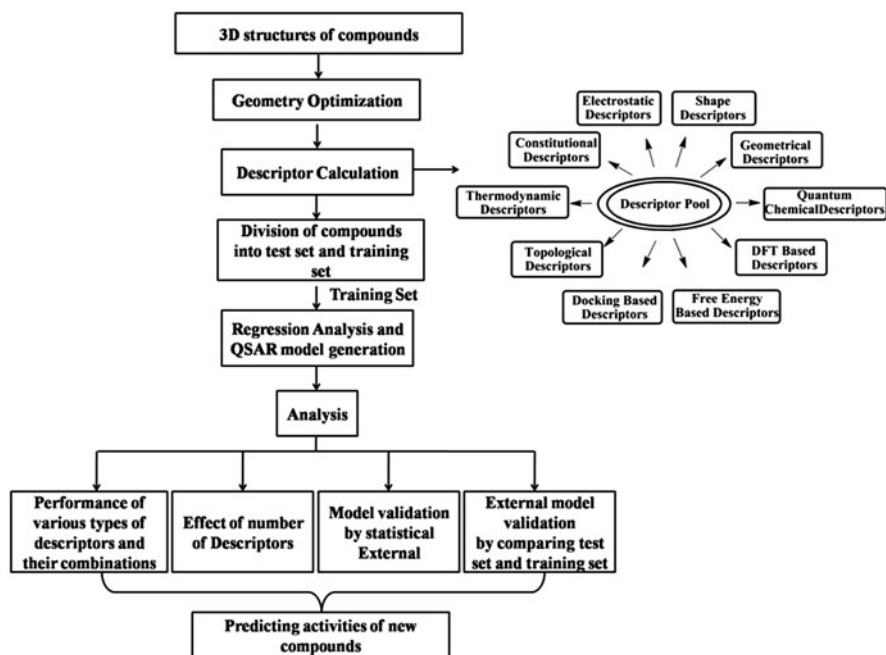 3D structures of compounds
Geometry Optimization
Descriptor Calculation
Division of compounds
into test set and training
set
Training Set
Regression Analysis and
QSAR model generation
Analysis
Performance of
various types of
descriptors and
their combinations
Effect of number
of Descriptors
Model validation
by statistical
External
External model
validation
by comparing test
set and training set
Predicting activities of new
compounds
Electrostatic
Descriptors
Shape
Descriptors
Constitutional
Descriptors
Geometrical
Descriptors
Thermodynamic
Descriptors
Descriptor Pool
Quantum
ChemicalDescriptors
Topological
Descriptors
DFT Based
Descriptors
Docking Based
Descriptors
Free Energy
Based Descriptors